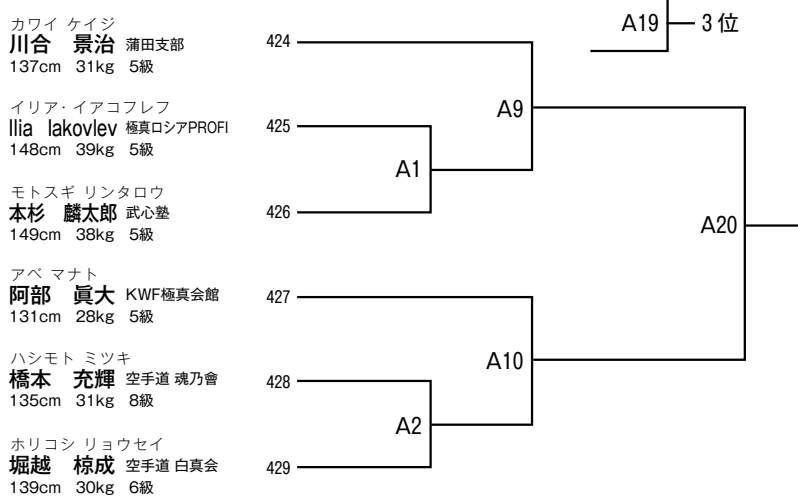 A19 3位
カワイ ケイジ
川合 景治 蒲田支部 424
137cm 31kg 5級
A9
イリア・イアコフレフ
Ilia Iakovlev 極真ロシアPROFI 425
148cm 39kg 5級
A1
モトスギ リンタロウ
本杉 麟太郎 武心塾 426
149cm 38kg 5級
A20
アベ マナト
阿部 眞大 KWF極真会館 427
131cm 28kg 5級
A10
ハシモト ミツキ
橋本 充輝 空手道 魂乃會 428
135cm 31kg 8級
A2
ホリコシ リョウセイ
堀越 椋成 空手道 白真会 429
139cm 30kg 6級